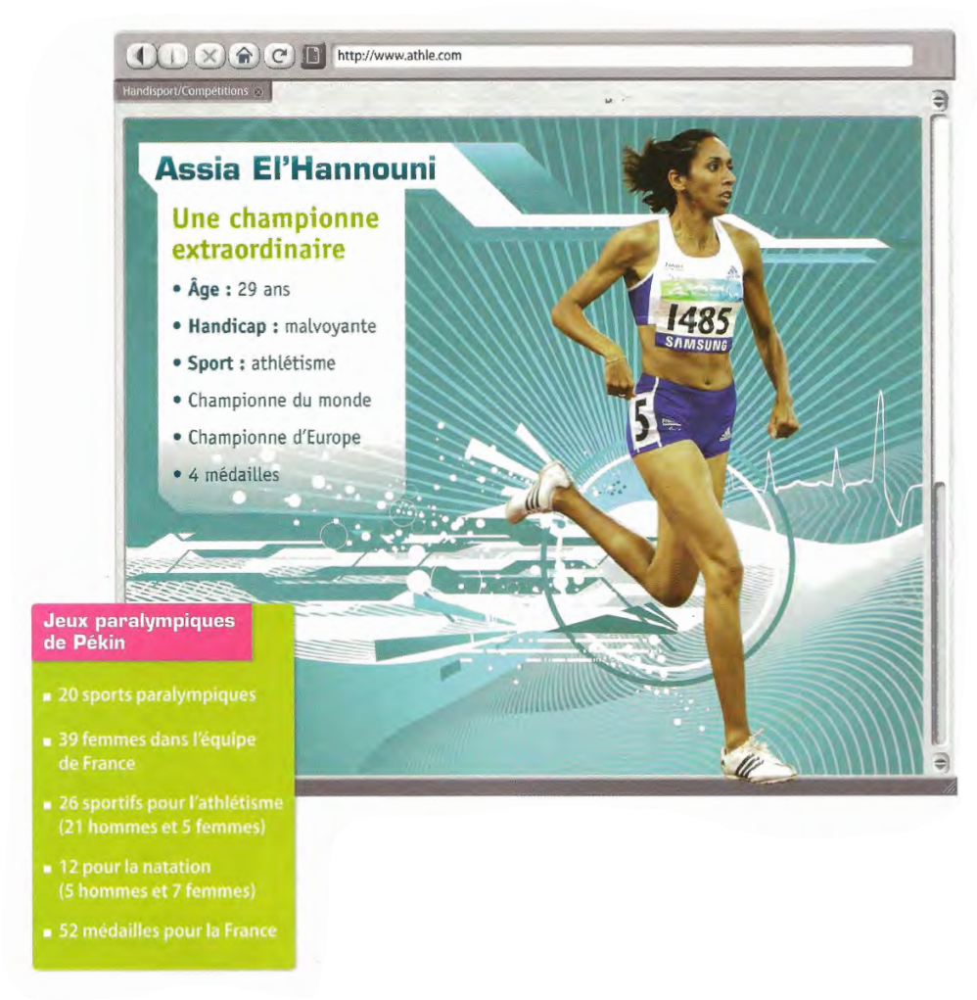 http://www.athle.com
Handisport/Compétitions
Assia El'Hannouni
Une championne
extraordinaire
• Âge : 29 ans
• Handicap : malvoyante
• Sport : athlétisme
• Championne du monde
• Championne d'Europe
• 4 médailles
1485
SAMSUNG
5
Jeux paralympiques
de Pékin
▪ 20 sports paralympiques
▪ 39 femmes dans l'équipe
de France
▪ 26 sportifs pour l'athlétisme
(21 hommes et 5 femmes)
▪ 12 pour la natation
(5 hommes et 7 femmes)
▪ 52 médailles pour la France